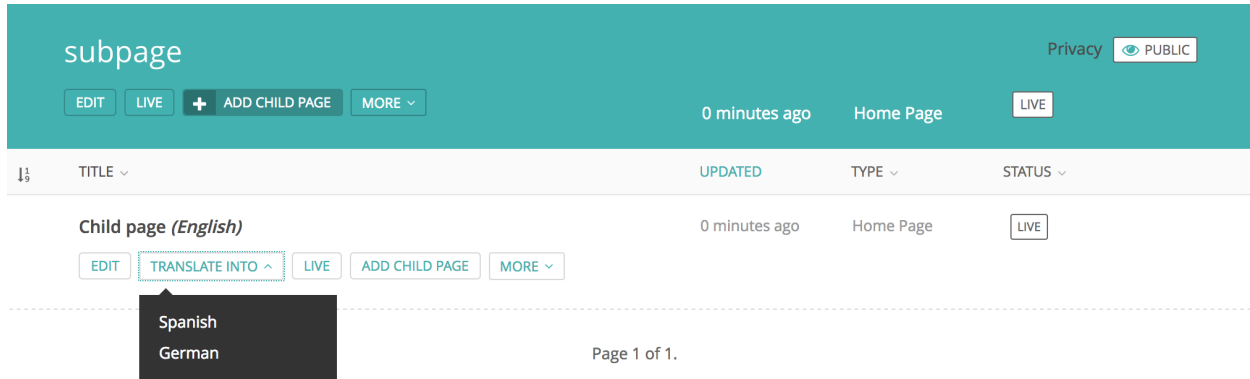 subpage
Privacy PUBLIC
EDIT LIVE + ADD CHILD PAGE MORE
0 minutes ago Home Page LIVE
TITLE UPDATED TYPE STATUS
Child page (English) 0 minutes ago Home Page LIVE
EDIT TRANSLATE INTO LIVE ADD CHILD PAGE MORE
Spanish
German
Page 1 of 1.